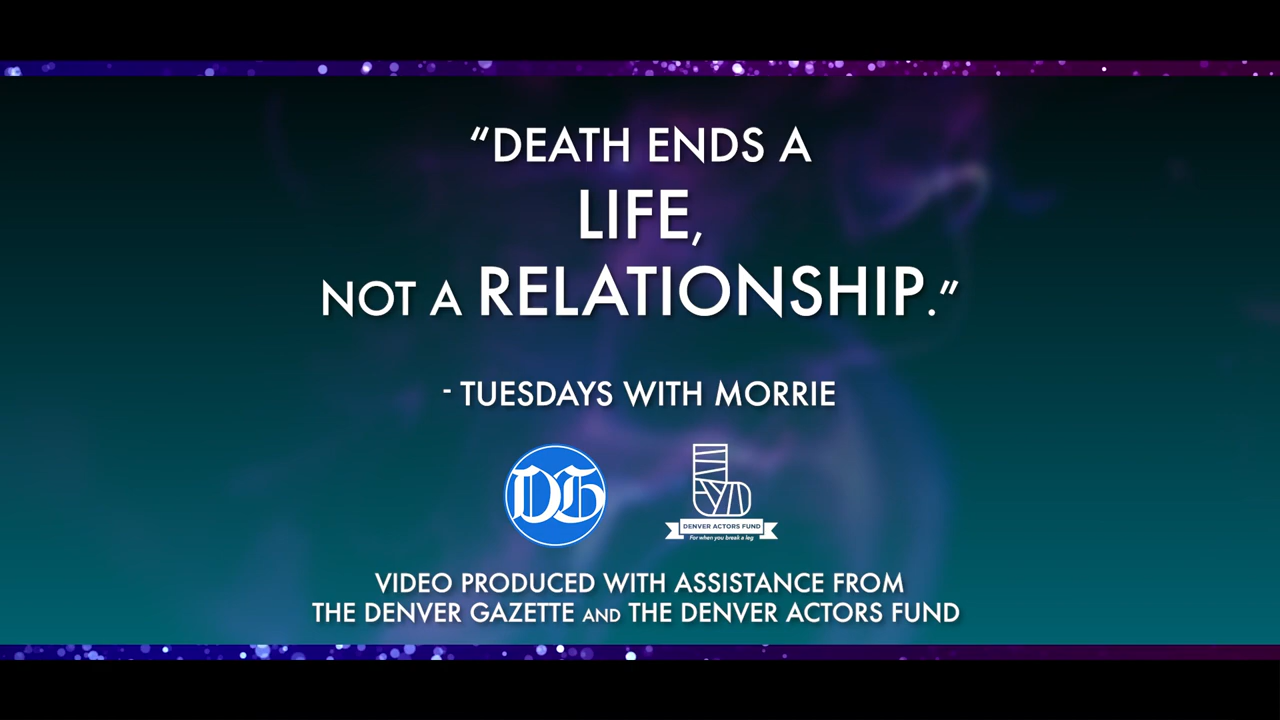 “DEATH ENDS A
LIFE,
NOT A RELATIONSHIP.”
- TUESDAYS WITH MORRIE
DG
DENVER ACTORS FUND
For when you break a leg
VIDEO PRODUCED WITH ASSISTANCE FROM
THE DENVER GAZETTE AND THE DENVER ACTORS FUND